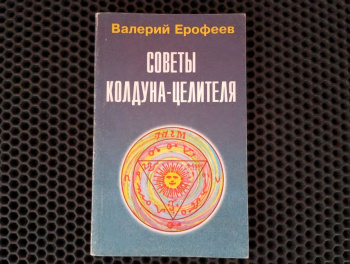 Валерий Ерофеев
СОВЕТЫ
КОЛДУНА-ЦЕЛИТЕЛЯ